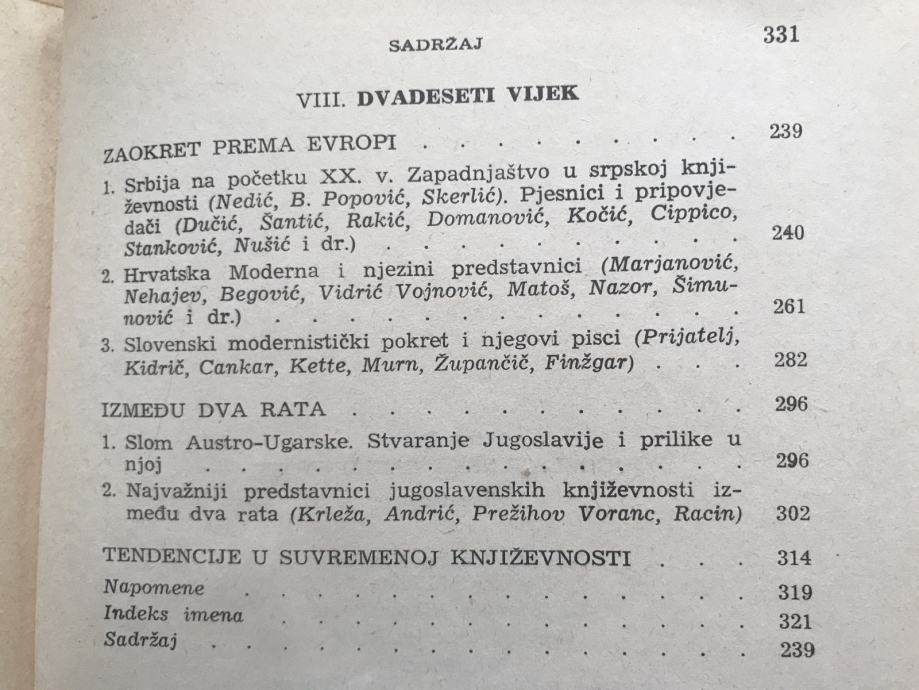 SADRŽAJ 331
VIII. DVADESETI VIJEK
ZAOKRET PREMA EVROPI . . . . . . . . . 239
1. Srbija na početku XX. v. Zapadnjaštvo u srpskoj knji-
ževnosti (Nedić, B. Popović, Skerlić). Pjesnici i pripovje-
dači (Dučić, Šantić, Rakić, Domanović, Kočić, Cippico,
Stanković, Nušić i dr.) . . . . . . . . . . 240
2. Hrvatska Moderna i njezini predstavnici (Marjanović,
Nehajev, Begović, Vidrić Vojnović, Matoš, Nazor, Šimu-
nović i dr.) . . . . . . . . . . . . . 261
3. Slovenski modernistički pokret i njegovi pisci (Prijatelj,
Kidrič, Cankar, Kette, Murn, Župančič, Finžgar) . . . 282
IZMEĐU DVA RATA . . . . . . . . . . . 296
1. Slom Austro-Ugarske. Stvaranje Jugoslavije i prilike u
njoj . . . . . . . . . . . . . . . 296
2. Najvažniji predstavnici jugoslavenskih književnosti iz-
među dva rata (Krleža, Andrić, Prežihov Voranc, Racin) 302
TENDENCIJE U SUVREMENOJ KNJIŽEVNOSTI . . . 314
Napomene . . . . . . . . . . . . . . 319
Indeks imena . . . . . . . . . . . . . 321
Sadržaj . . . . . . . . . . . . . . . 239